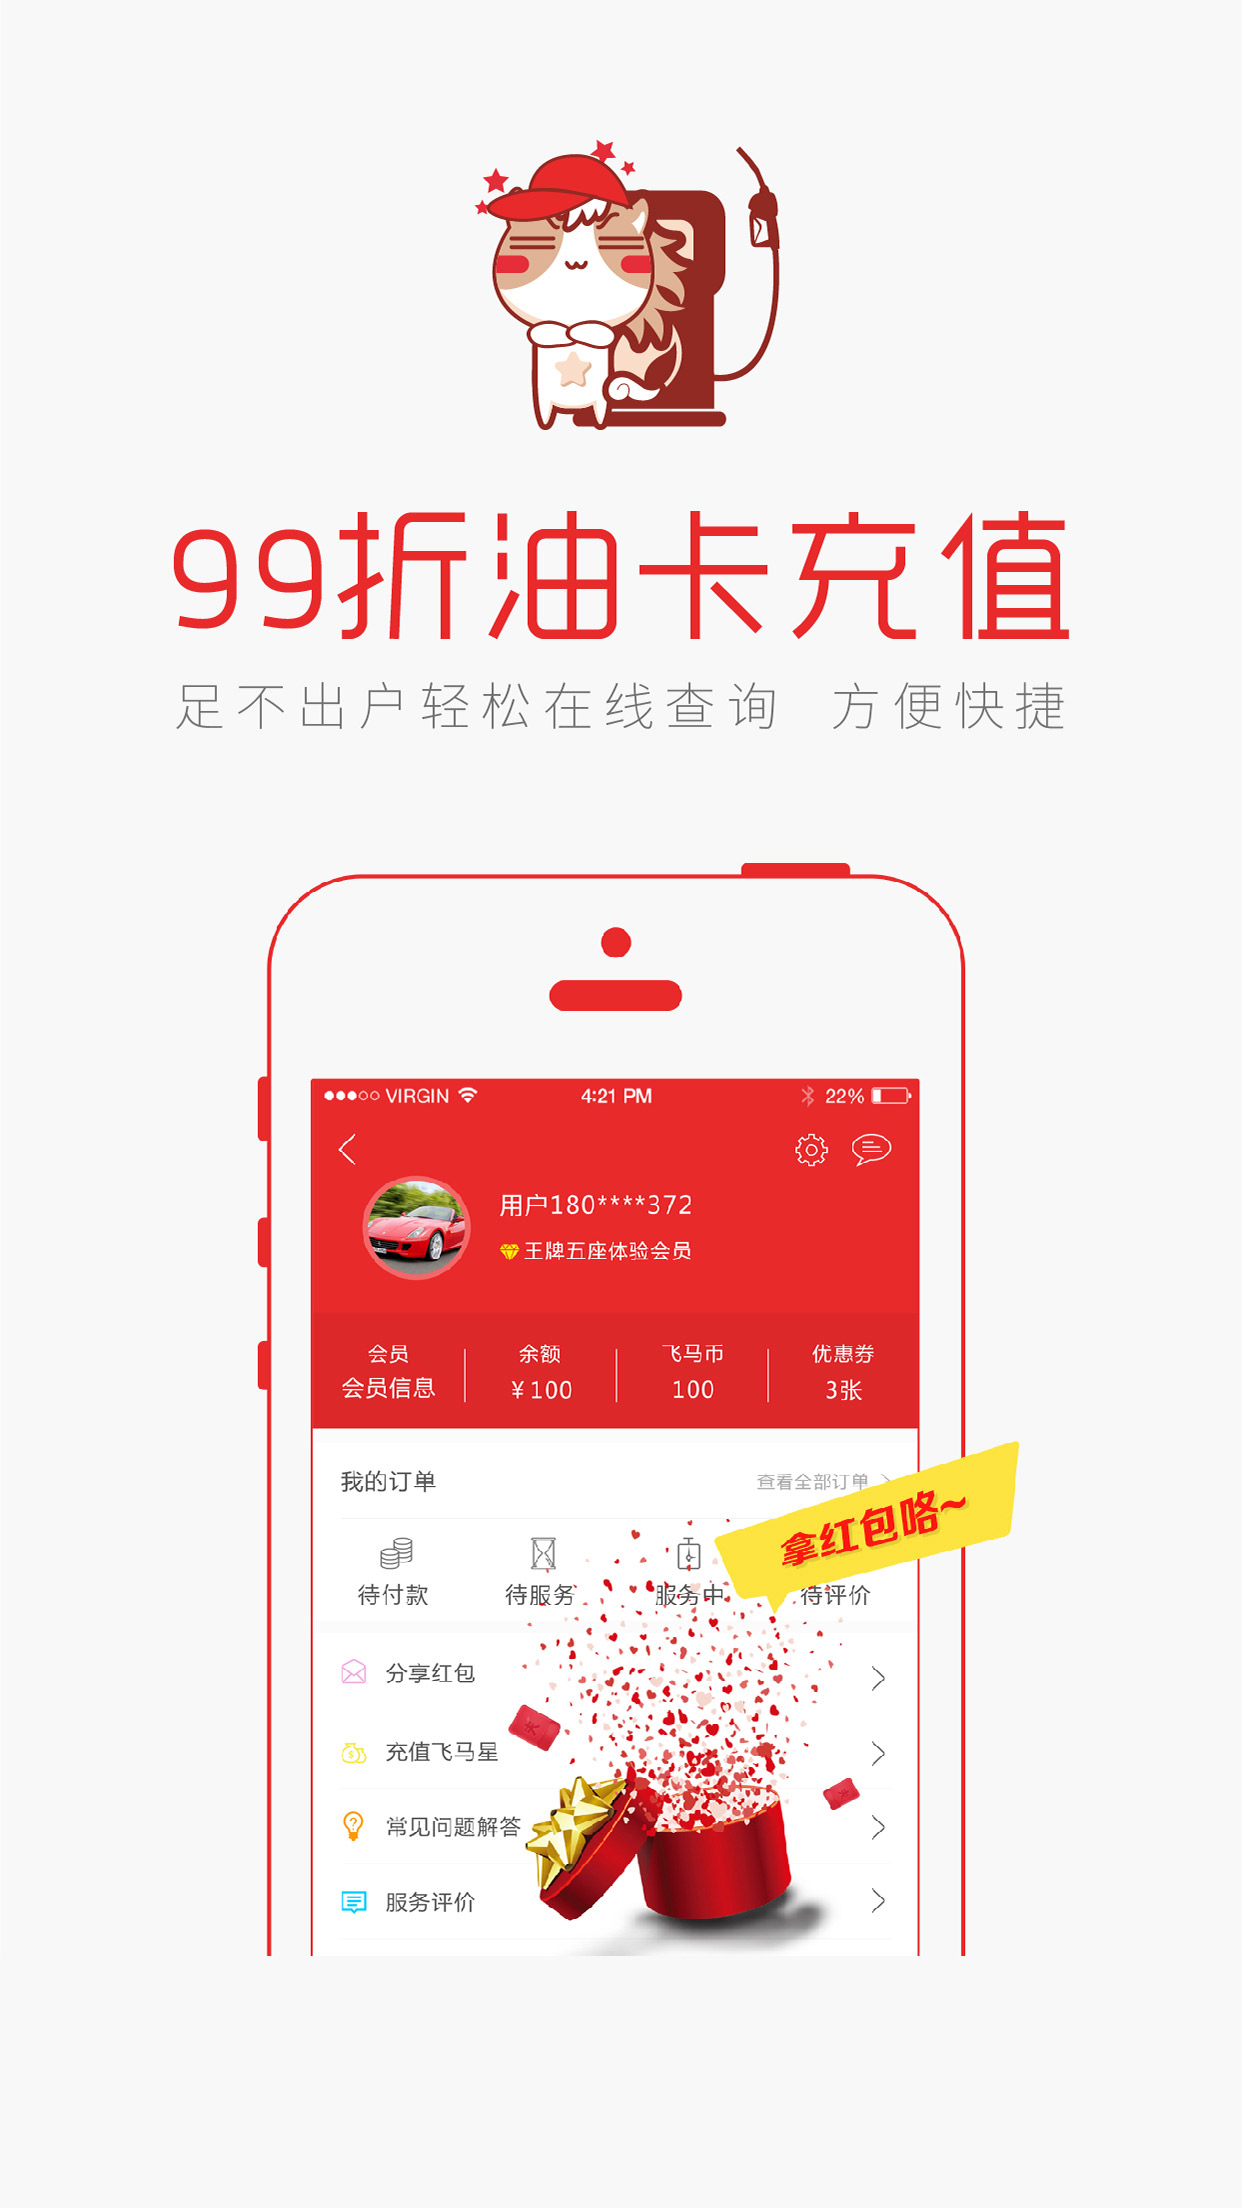 99折油卡充值
足不出户轻松在线查询 方便快捷
VIRGIN 4:21 PM 22%
用户180****372
王牌五座体验会员
会员 余额 飞马币 优惠券
会员信息 ¥100 100 3张
我的订单 查看全部订单
拿红包咯~
待付款 待服务 服务中 待评价
分享红包
充值飞马星
常见问题解答
服务评价